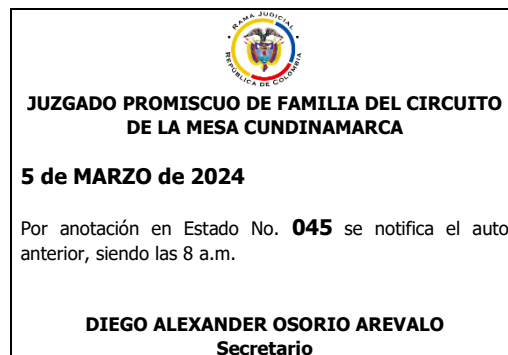 RAMA JUDICIAL
REPÚBLICA DE COLOMBIA
JUZGADO PROMISCUO DE FAMILIA DEL CIRCUITO
DE LA MESA CUNDINAMARCA
5 de MARZO de 2024
Por anotación en Estado No. 045 se notifica el auto
anterior, siendo las 8 a.m.
DIEGO ALEXANDER OSORIO AREVALO
Secretario